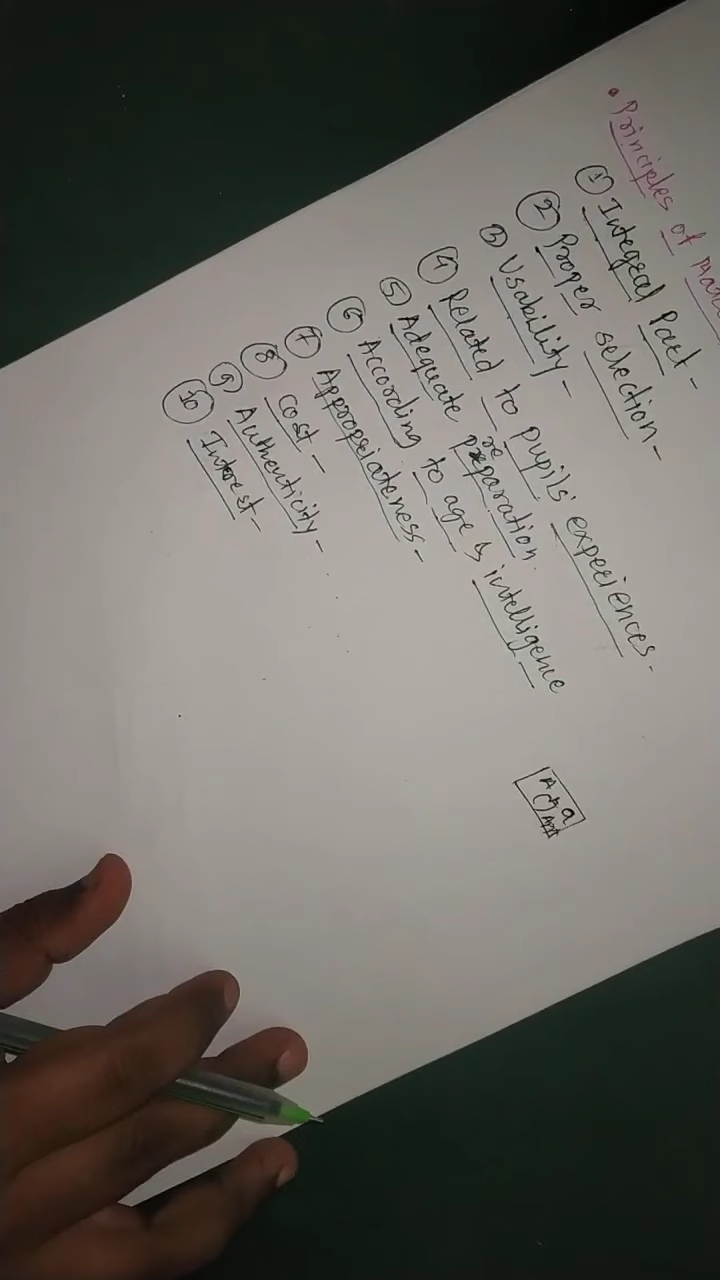 • Principles of
① Integral Part-
② Proper selection-
③ Usability-
④ Related to pupils' experiences.
⑤ Adequate preparation.
⑥ According to age & intelligence
⑦ Appropriateness-
⑧ Cost-
⑨ Authenticity-
⑩ Interest-